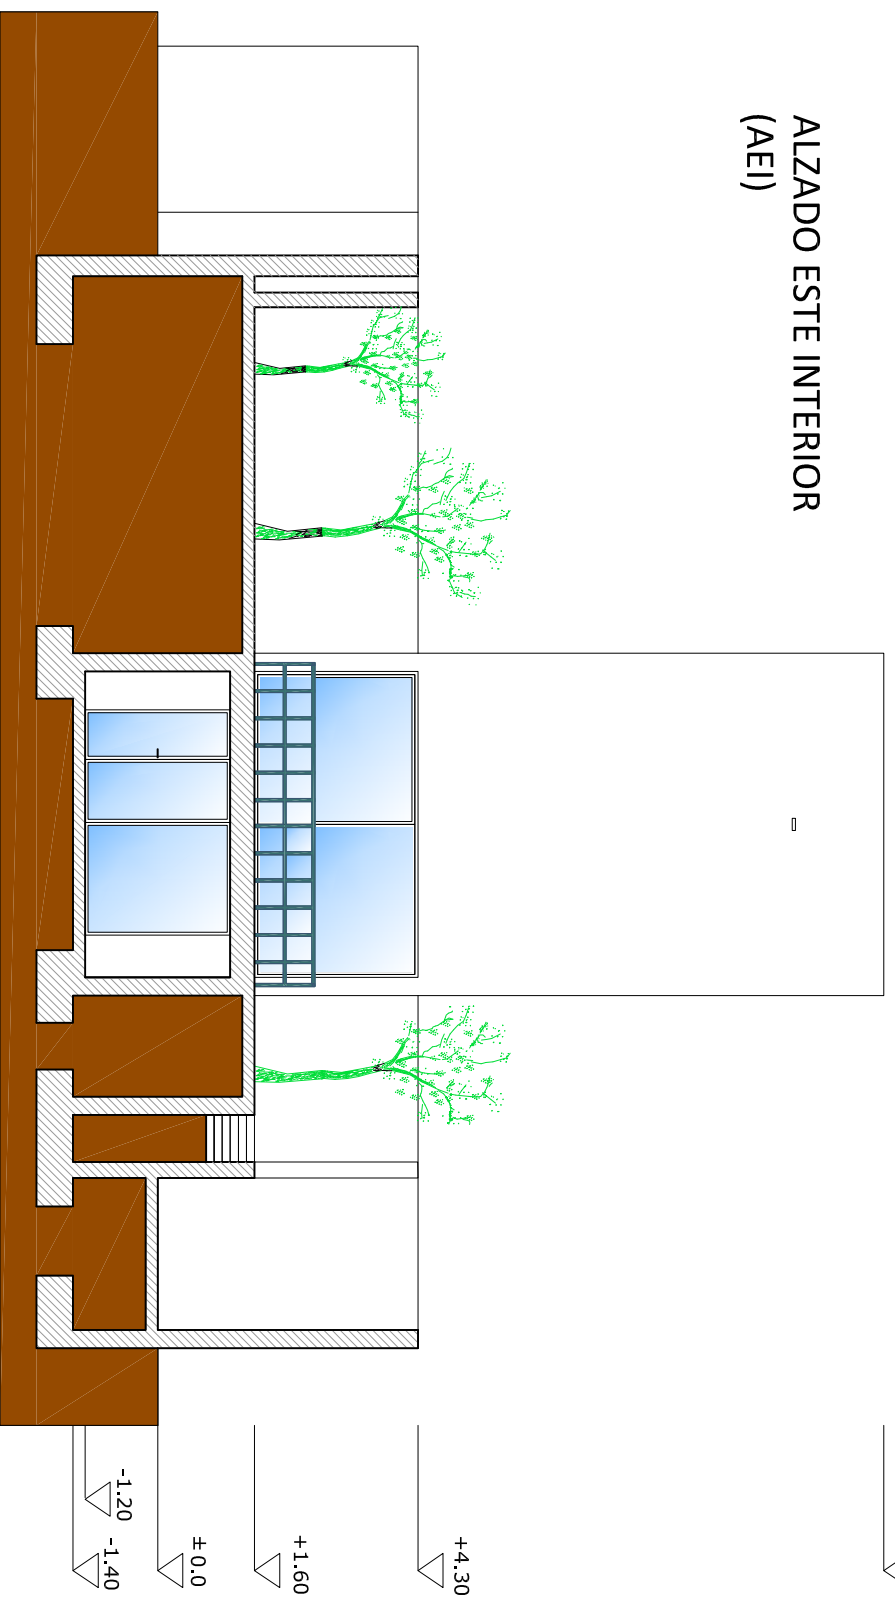 ALZADO ESTE INTERIOR
(AEI)
+4.30
+1.60
±0.0
-1.20
-1.40